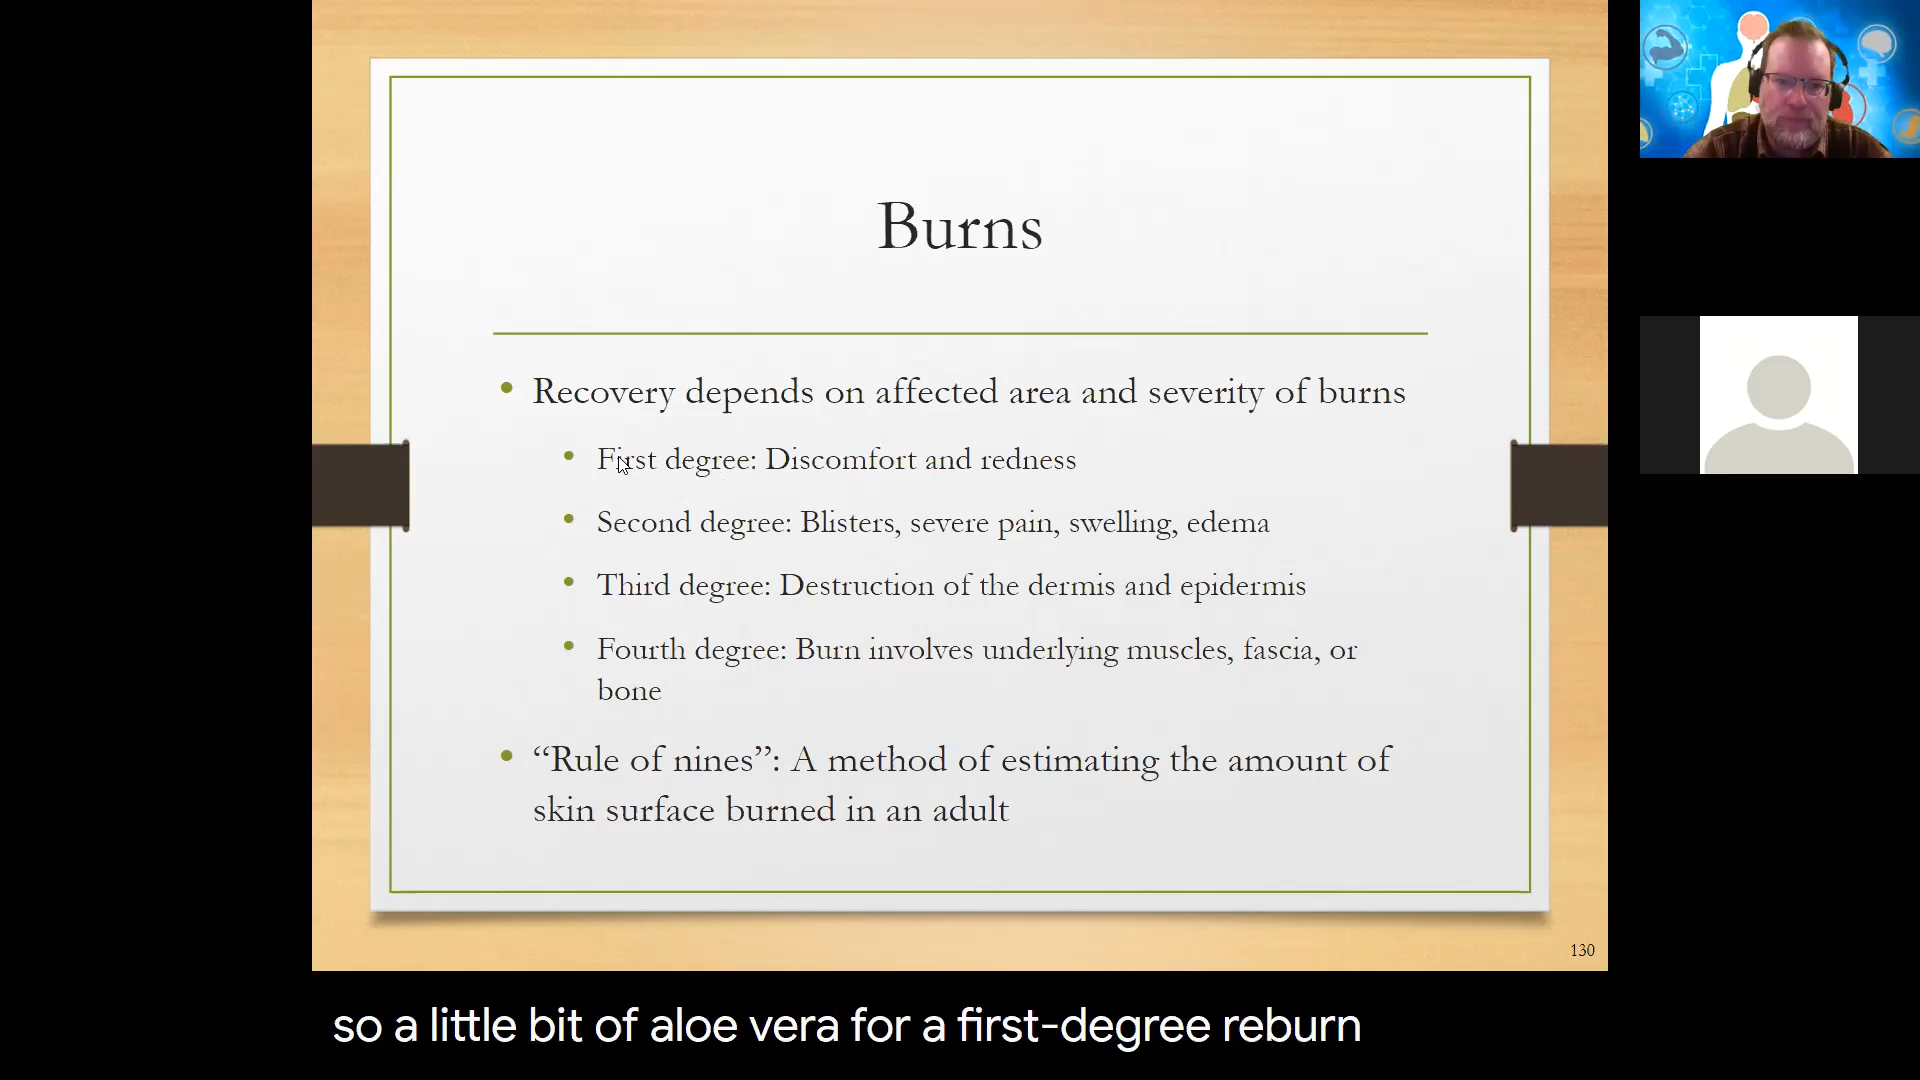 Burns
• Recovery depends on affected area and severity of burns
• First degree: Discomfort and redness
• Second degree: Blisters, severe pain, swelling, edema
• Third degree: Destruction of the dermis and epidermis
• Fourth degree: Burn involves underlying muscles, fascia, or
bone
• “Rule of nines”: A method of estimating the amount of
skin surface burned in an adult
130
so a little bit of aloe vera for a first-degree reburn